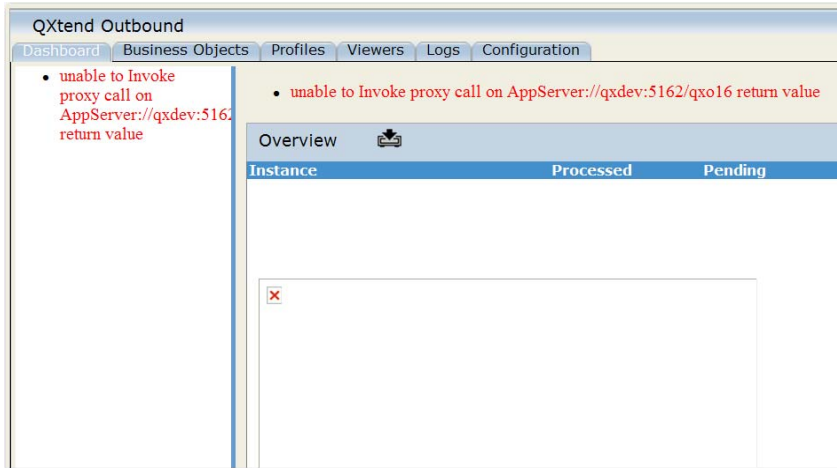 QXtend Outbound
Dashboard Business Objects Profiles Viewers Logs Configuration
unable to Invoke
proxy call on
AppServer://qxdev:5162
return value
unable to Invoke proxy call on AppServer://qxdev:5162/qxo16 return value
Overview
Instance Processed Pending